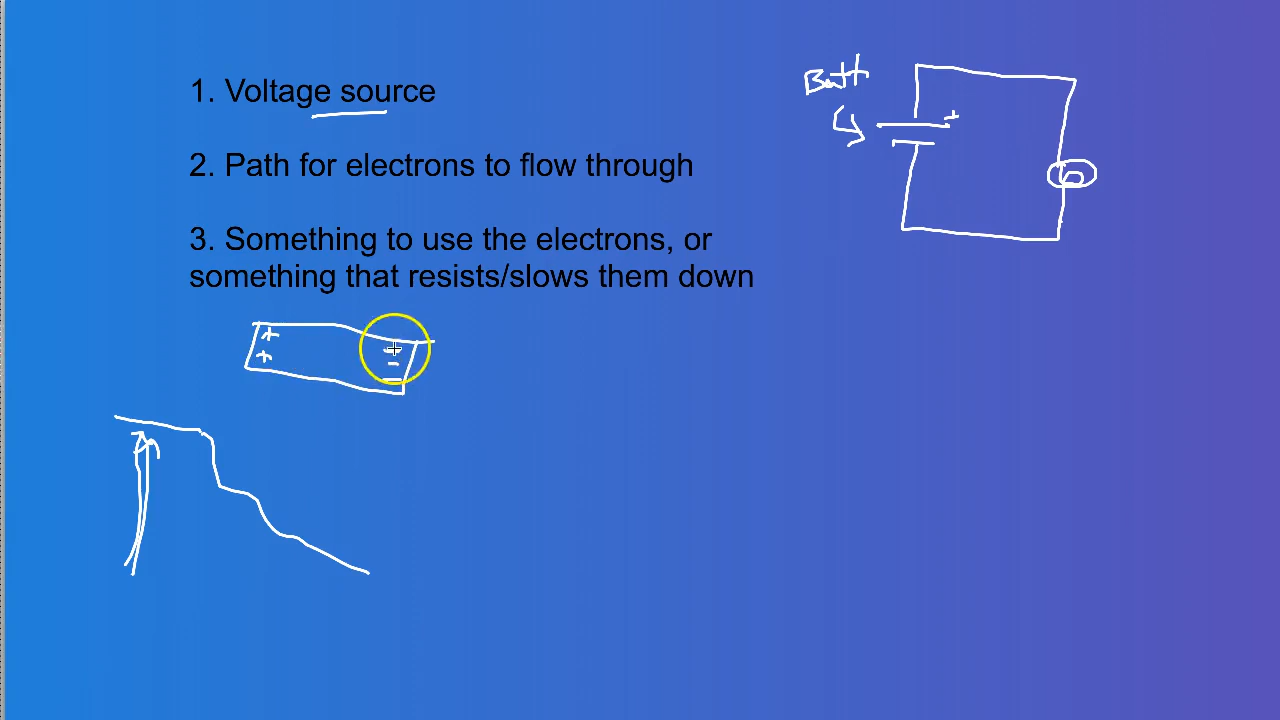 1. Voltage source
2. Path for electrons to flow through
3. Something to use the electrons, or
something that resists/slows them down
Batt
+
+
+